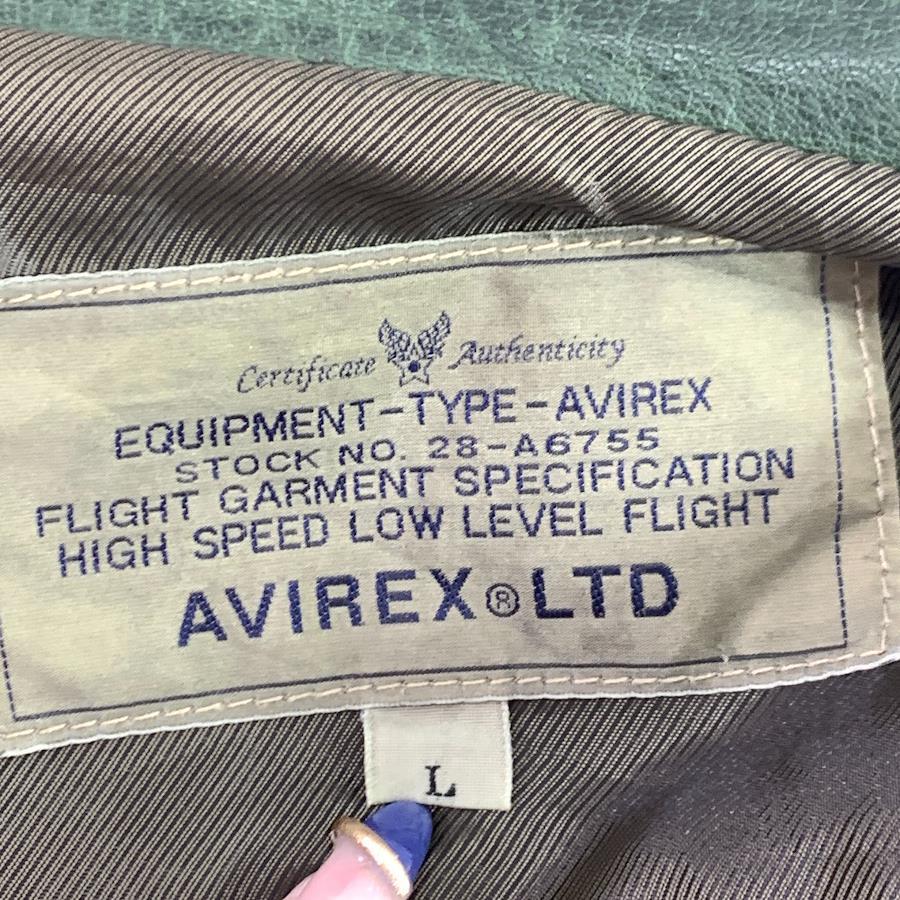 Certificate Authenticity
EQUIPMENT-TYPE-AVIREX
STOCK NO. 28-A6755
FLIGHT GARMENT SPECIFICATION
HIGH SPEED LOW LEVEL FLIGHT
AVIREX®LTD
L